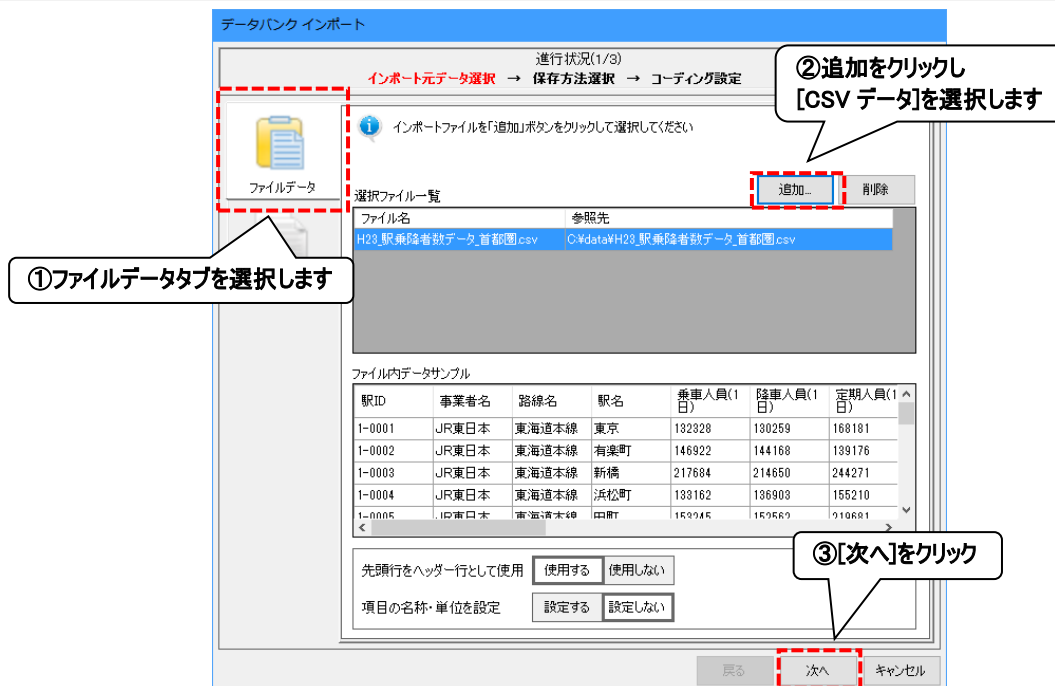 データバンク インポート
進行状況(1/3)
インポート元データ選択 → 保存方法選択 → コーディング設定
②追加をクリックし
[CSV データ]を選択します
インポートファイルを「追加」ボタンをクリックして選択してください
ファイルデータ
追加...
削除
選択ファイル一覧
ファイル名 参照先
H23_駅乗降者数データ_首都圏.csv C:¥data¥H23_駅乗降者数データ_首都圏.csv
①ファイルデータタブを選択します
ファイル内データサンプル
駅ID 事業者名 路線名 駅名 乗車人員(1日) 降車人員(1日) 定期人員(1日)
1-0001 JR東日本 東海道本線 東京 132328 130259 168181
1-0002 JR東日本 東海道本線 有楽町 146922 144168 139176
1-0003 JR東日本 東海道本線 新橋 217684 214650 244271
1-0004 JR東日本 東海道本線 浜松町 133162 136903 155210
1-0005 JR東日本 東海道本線 田町 153245 152562 219681
③[次へ]をクリック
先頭行をヘッダー行として使用 使用する 使用しない
項目の名称・単位を設定 設定する 設定しない
戻る 次へ キャンセル